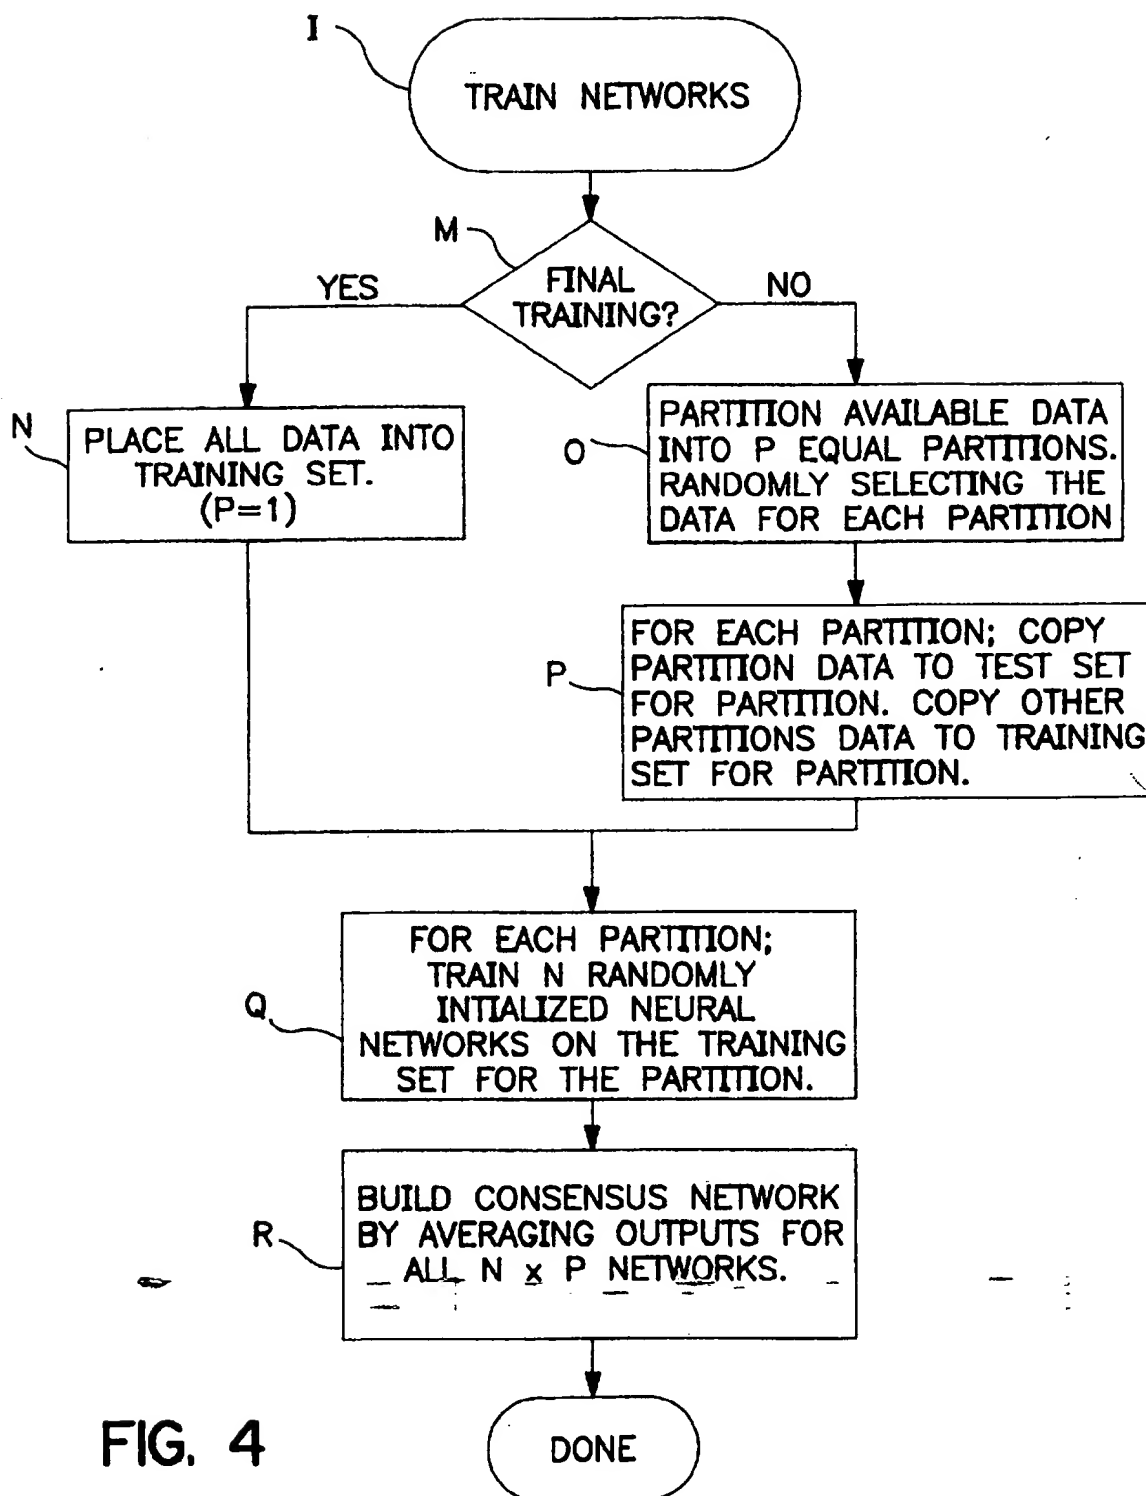 I
TRAIN NETWORKS
M
FINAL
TRAINING?
YES
NO
N
PLACE ALL DATA INTO
TRAINING SET.
(P=1)
O
PARTITION AVAILABLE DATA
INTO P EQUAL PARTITIONS.
RANDOMLY SELECTING THE
DATA FOR EACH PARTITION
P
FOR EACH PARTITION; COPY
PARTITION DATA TO TEST SET
FOR PARTITION. COPY OTHER
PARTITIONS DATA TO TRAINING
SET FOR PARTITION.
Q
FOR EACH PARTITION;
TRAIN N RANDOMLY
INTIALIZED NEURAL
NETWORKS ON THE TRAINING
SET FOR THE PARTITION.
R
BUILD CONSENSUS NETWORK
BY AVERAGING OUTPUTS FOR
ALL N x P NETWORKS.
DONE
FIG. 4